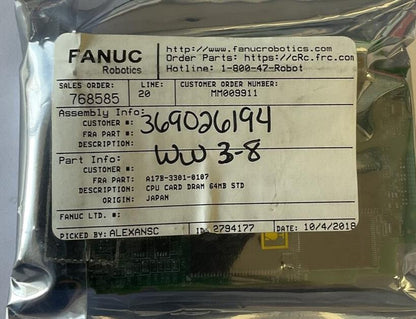 FANUC
Robotics
http://www.fanucrobotics.com
Order Parts: https://cRc.frc.com
Hotline: 1-800-47-Robot
SALES ORDER: LINE: CUSTOMER ORDER NUMBER:
768585 20 MM009911
Assembly Info:
CUSTOMER #: 369026194
FRA PART #:
DESCRIPTION: WW 3-8
Part Info:
CUSTOMER #:
FRA PART: A17B-3301-0107
DESCRIPTION: CPU CARD DRAM 64MB STD
ORIGIN: JAPAN
FANUC LTD. #:
PICKED BY: ALEXANSC ID: 2794177 DATE: 10/4/2018